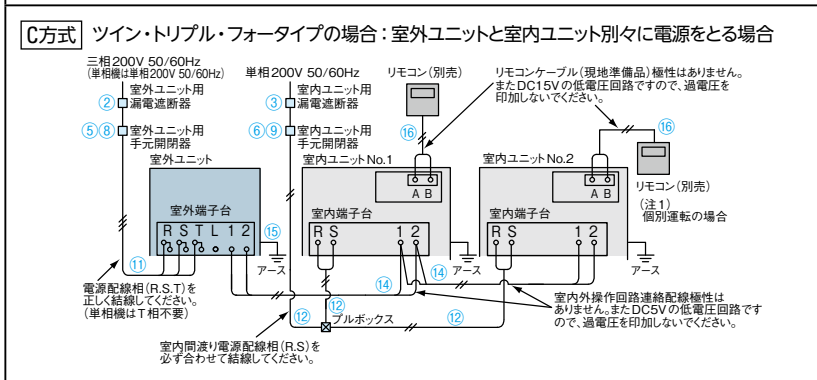 C方式 ツイン・トリプル・フォータイプの場合：室外ユニットと室内ユニット別々に電源をとる場合
三相200V 50/60Hz
(単相機は単相200V 50/60Hz)
室外ユニット用
② 漏電遮断器
⑤⑧ 室外ユニット用
手元開閉器
室外ユニット
単相200V 50/60Hz
室内ユニット用
③ 漏電遮断器
⑥⑨ 室内ユニット用
手元開閉器
室内ユニットNo.1
リモコン(別売)
⑯
リモコンケーブル(現地準備品)極性はありません。
またDC15Vの低電圧回路ですので、過電圧を
印加しないでください。
⑯
室内ユニットNo.2
リモコン(別売)
(注1)
個別運転の場合
A B
A B
室外端子台
R S T L 1 2
⑮
アース
室内端子台
R S 1 2
アース
室内端子台
R S 1 2
アース
⑪
⑭
⑭
電源配線相(R.S.T)を
正しく結線してください。
(単相機はT相不要)
⑫
⑫
プルボックス
⑫
室内間渡り電源配線相(R.S)を
必ず合わせて結線してください。
室内外操作回路連絡配線極性は
ありません。またDC5Vの低電圧回路です
ので、過電圧を印加しないでください。